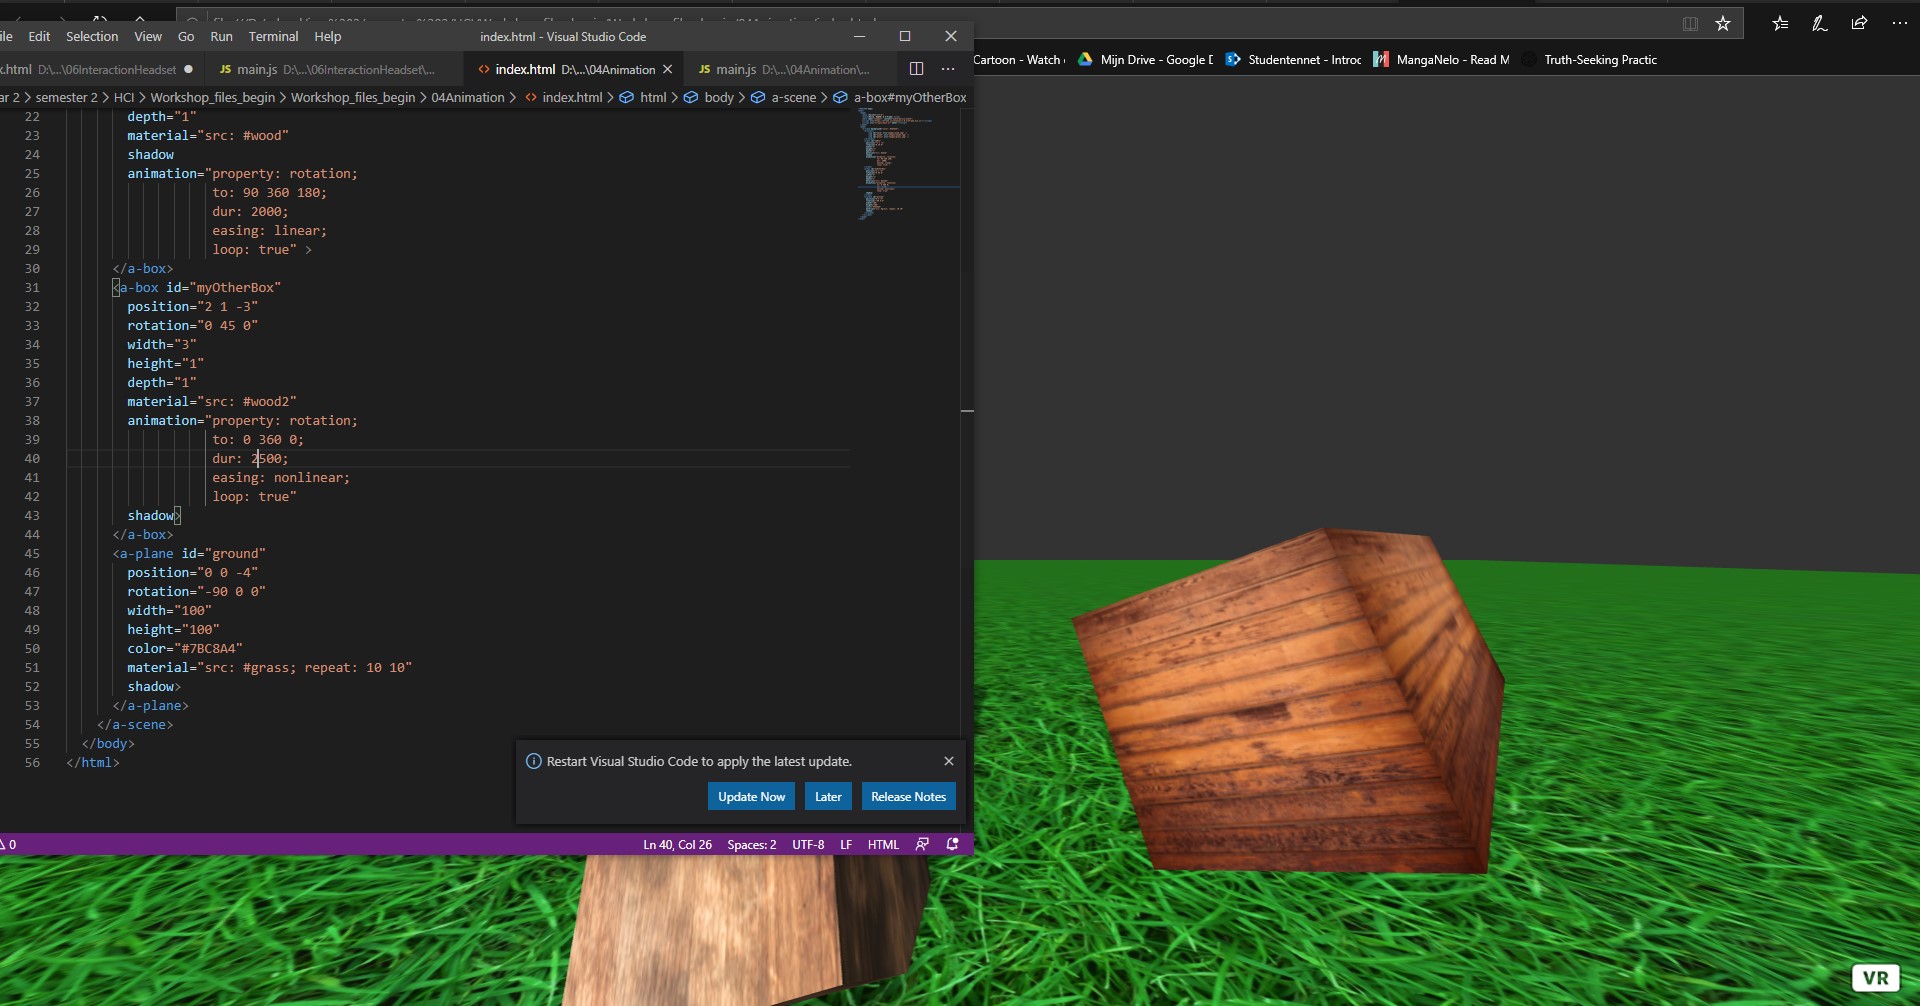 ile Edit Selection View Go Run Terminal Help index.html - Visual Studio Code
Cartoon - Watch Mijn Drive - Google D Studentennet - Introc MangaNelo - Read M Truth-Seeking Practic
.html D:\...\06InteractionHeadset JS main.js D:\...\06InteractionHeadset\... index.html D:\...\04Animation JS main.js D:\...\04Animation\...
ar 2 > semester 2 > HCI > Workshop_files_begin > Workshop_files_begin > 04Animation > index.html > html > body > a-scene > a-box#myOtherBox
22 depth="1"
23 material="src: #wood"
24 shadow
25 animation="property: rotation;
26 to: 90 360 180;
27 dur: 2000;
28 easing: linear;
29 loop: true" >
30 </a-box>
31 <a-box id="myOtherBox"
32 position="2 1 -3"
33 rotation="0 45 0"
34 width="3"
35 height="1"
36 depth="1"
37 material="src: #wood2"
38 animation="property: rotation;
39 to: 0 360 0;
40 dur: 2500;
41 easing: nonlinear;
42 loop: true"
43 shadow>
44 </a-box>
45 <a-plane id="ground"
46 position="0 0 -4"
47 rotation="-90 0 0"
48 width="100"
49 height="100"
50 color="#7BC8A4"
51 material="src: #grass; repeat: 10 10"
52 shadow>
53 </a-plane>
54 </a-scene>
55 </body>
56 </html>
Restart Visual Studio Code to apply the latest update.
Update Now Later Release Notes
0 Ln 40, Col 26 Spaces: 2 UTF-8 LF HTML
VR